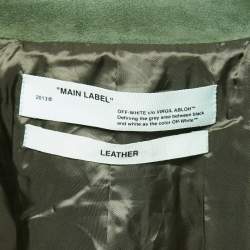 2013©
"MAIN LABEL"
OFF-WHITE c/o VIRGIL ABLOH™
Defining the grey area between black
and white as the color Off-White™
LEATHER